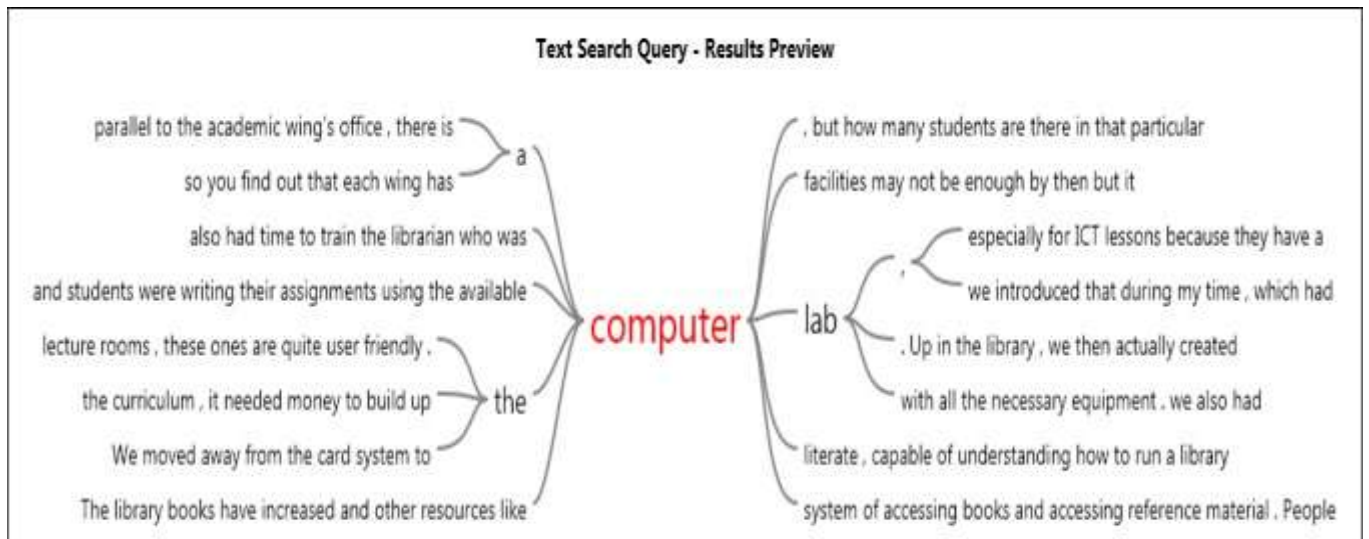 Text Search Query - Results Preview
parallel to the academic wing's office , there is
so you find out that each wing has
a
also had time to train the librarian who was
and students were writing their assignments using the available
lecture rooms , these ones are quite user friendly .
the curriculum , it needed money to build up
We moved away from the card system to
the
The library books have increased and other resources like
computer
, but how many students are there in that particular
facilities may not be enough by then but it
lab
,
especially for ICT lessons because they have a
we introduced that during my time , which had
. Up in the library , we then actually created
with all the necessary equipment . we also had
literate , capable of understanding how to run a library
system of accessing books and accessing reference material . People